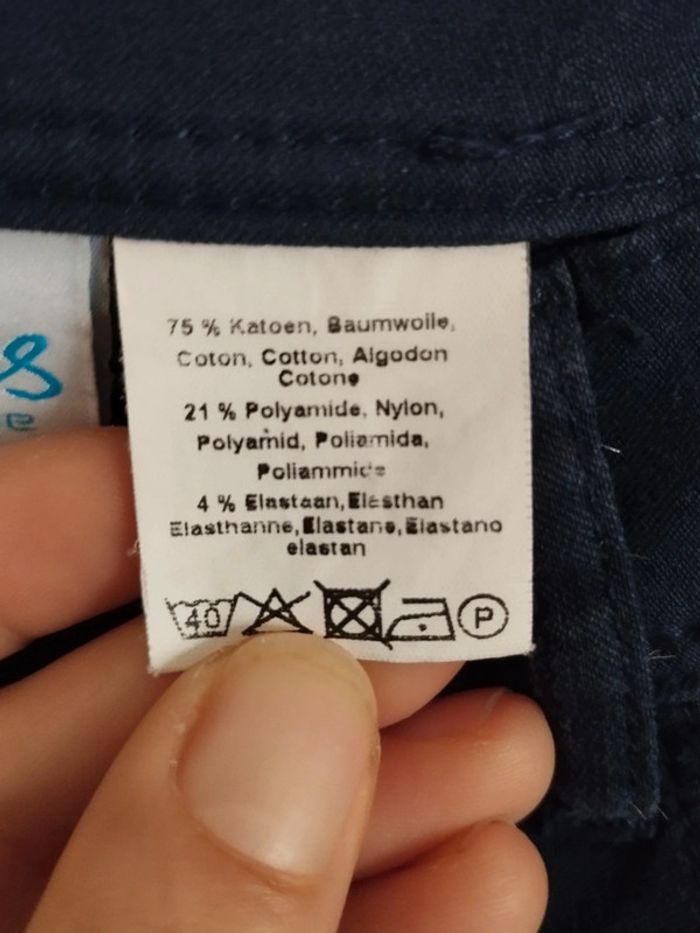 75 % Katoen, Baumwolle,
Coton, Cotton, Algodon
Cotone
21 % Polyamide, Nylon,
Polyamid, Poliamida,
Poliammide
4 % Elastaan, Elasthan
Elasthanne, Elastane, Elastano
elastan
40 P